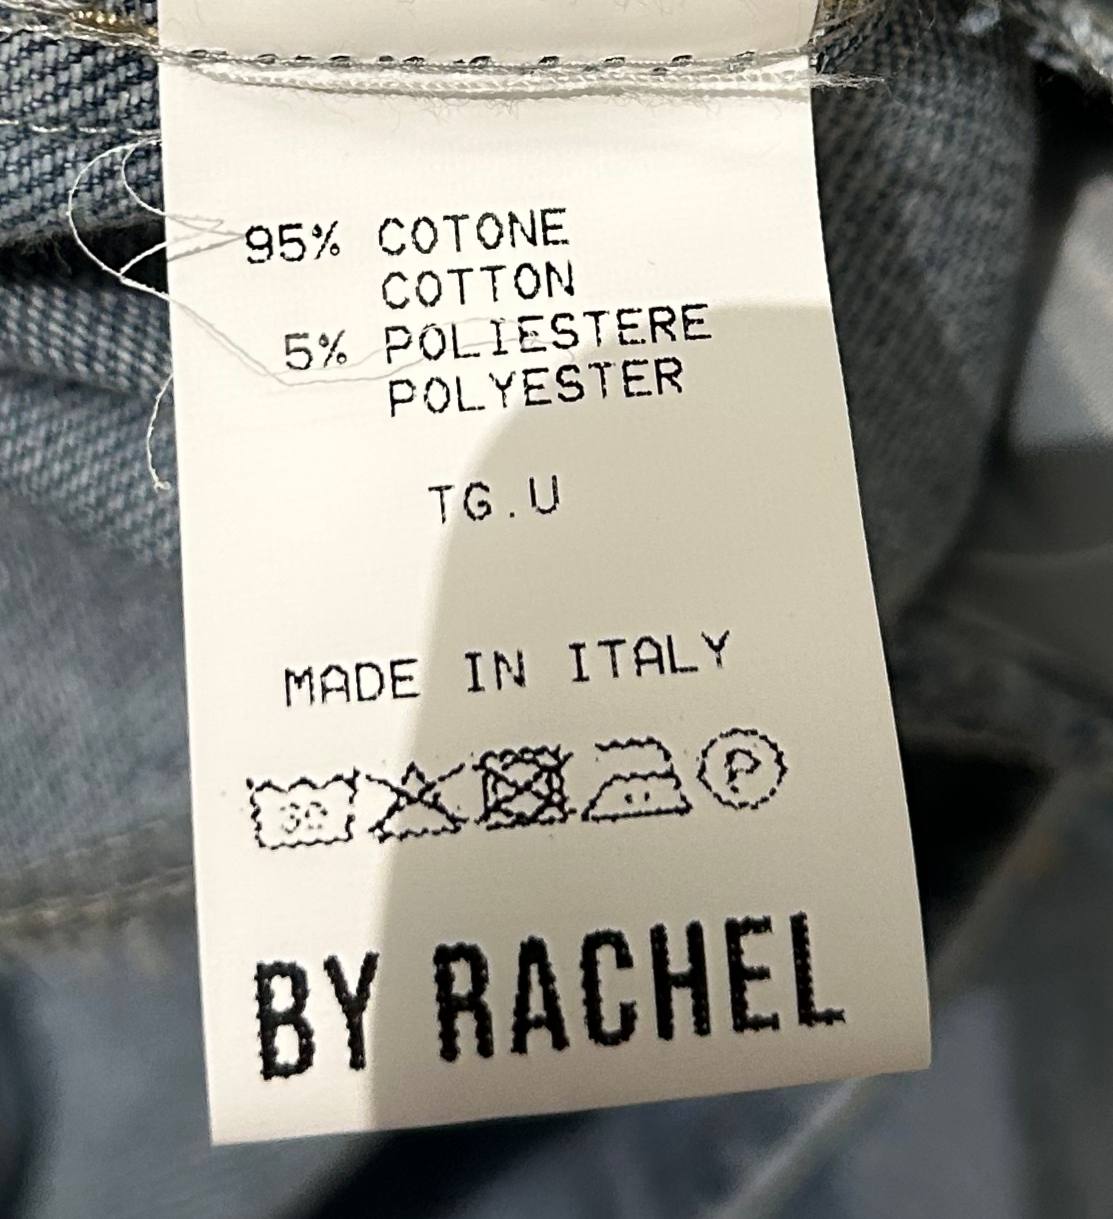 95% COTONE
COTTON
5% POLIESTERE
POLYESTER
TG.U
MADE IN ITALY
30 P
BY RACHEL